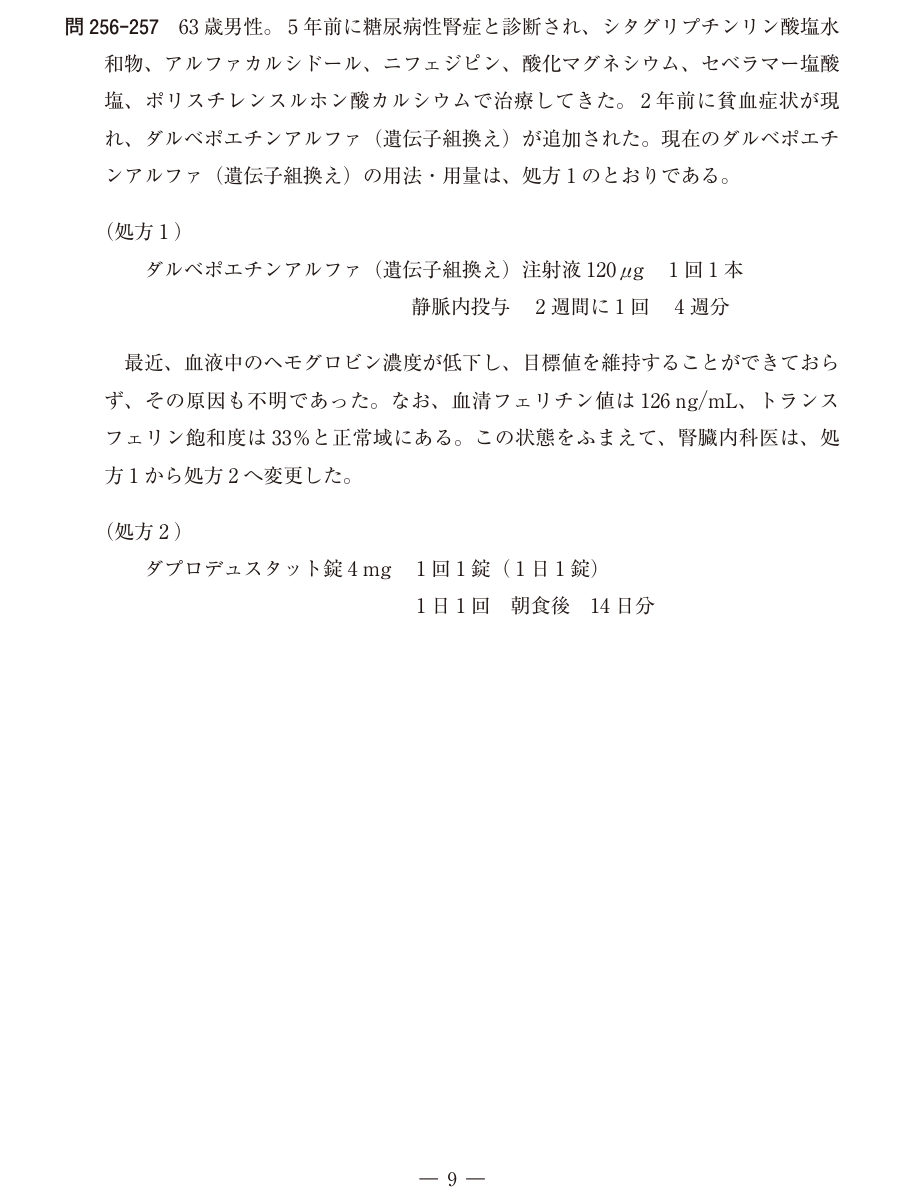 問 256-257　63 歳男性。5 年前に糖尿病性腎症と診断され、シタグリプチンリン酸塩水
和物、アルファカルシドール、ニフェジピン、酸化マグネシウム、セベラマー塩酸
塩、ポリスチレンスルホン酸カルシウムで治療してきた。2 年前に貧血症状が現
れ、ダルベポエチンアルファ（遺伝子組換え）が追加された。現在のダルベポエチ
ンアルファ（遺伝子組換え）の用法・用量は、処方 1 のとおりである。
（処方 1 ）
ダルベポエチンアルファ（遺伝子組換え）注射液 120 μg　1 回 1 本
静脈内投与　2 週間に 1 回　4 週分
最近、血液中のヘモグロビン濃度が低下し、目標値を維持することができておら
ず、その原因も不明であった。なお、血清フェリチン値は 126 ng/mL、トランス
フェリン飽和度は 33％と正常域にある。この状態をふまえて、腎臓内科医は、処
方 1 から処方 2 へ変更した。
（処方 2 ）
ダプロデュスタット錠 4 mg　1 回 1 錠（ 1 日 1 錠）
1 日 1 回　朝食後　14 日分
― 9 ―